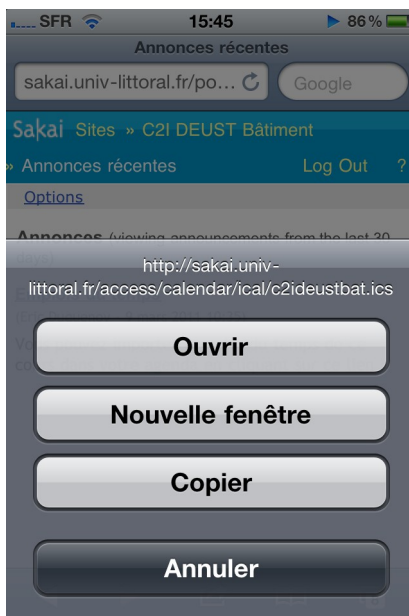 SFR 15:45 86%
Annonces récentes
sakai.univ-littoral.fr/po... Google
Sakai Sites » C2I DEUST Bâtiment
» Annonces récentes Log Out ?
Options
Annonces (viewing announcements from the last 30
days)
http://sakai.univ-
littoral.fr/access/calendar/ical/c2ideustbat.ics
Ouvrir
Nouvelle fenêtre
Copier
Annuler